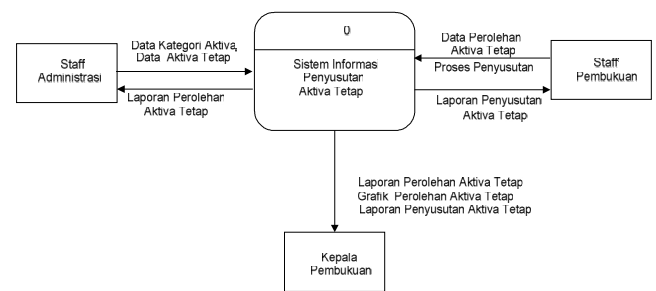 0
Sistem Informasi
Penyusutan
Aktiva Tetap
Staff
Administrasi
Data Kategori Aktiva,
Data Aktiva Tetap
Laporan Perolehan
Aktiva Tetap
Data Perolehan
Aktiva Tetap
Proses Penyusutan
Laporan Penyusutan
Aktiva Tetap
Staff
Pembukuan
Laporan Perolehan Aktiva Tetap
Grafik Perolehan Aktiva Tetap
Laporan Penyusutan Aktiva Tetap
Kepala
Pembukuan